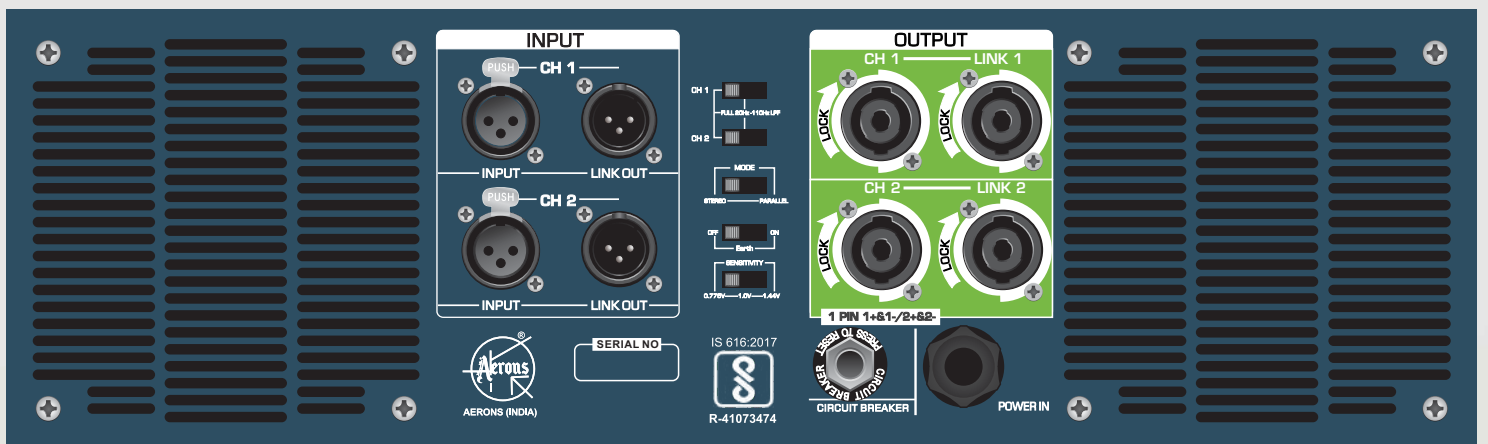 INPUT
PUSH
CH 1
INPUT
LINK OUT
PUSH
CH 2
INPUT
LINK OUT
CH 1
CH 2
MODE
STEREO
PARALLEL
OFF
ON
Earth
SENSITIVITY
0.775V
1.0V
1.44V
OUTPUT
CH 1
LINK 1
LOCK
LOCK
CH 2
LINK 2
LOCK
LOCK
1 PIN 1+&1-/2+&2-
PRESS TO RESET
CIRCUIT BREAKER
CIRCUIT BREAKER
POWER IN
®
Aerons
AERONS (INDIA)
SERIAL NO
IS 616:2017
R-41073474